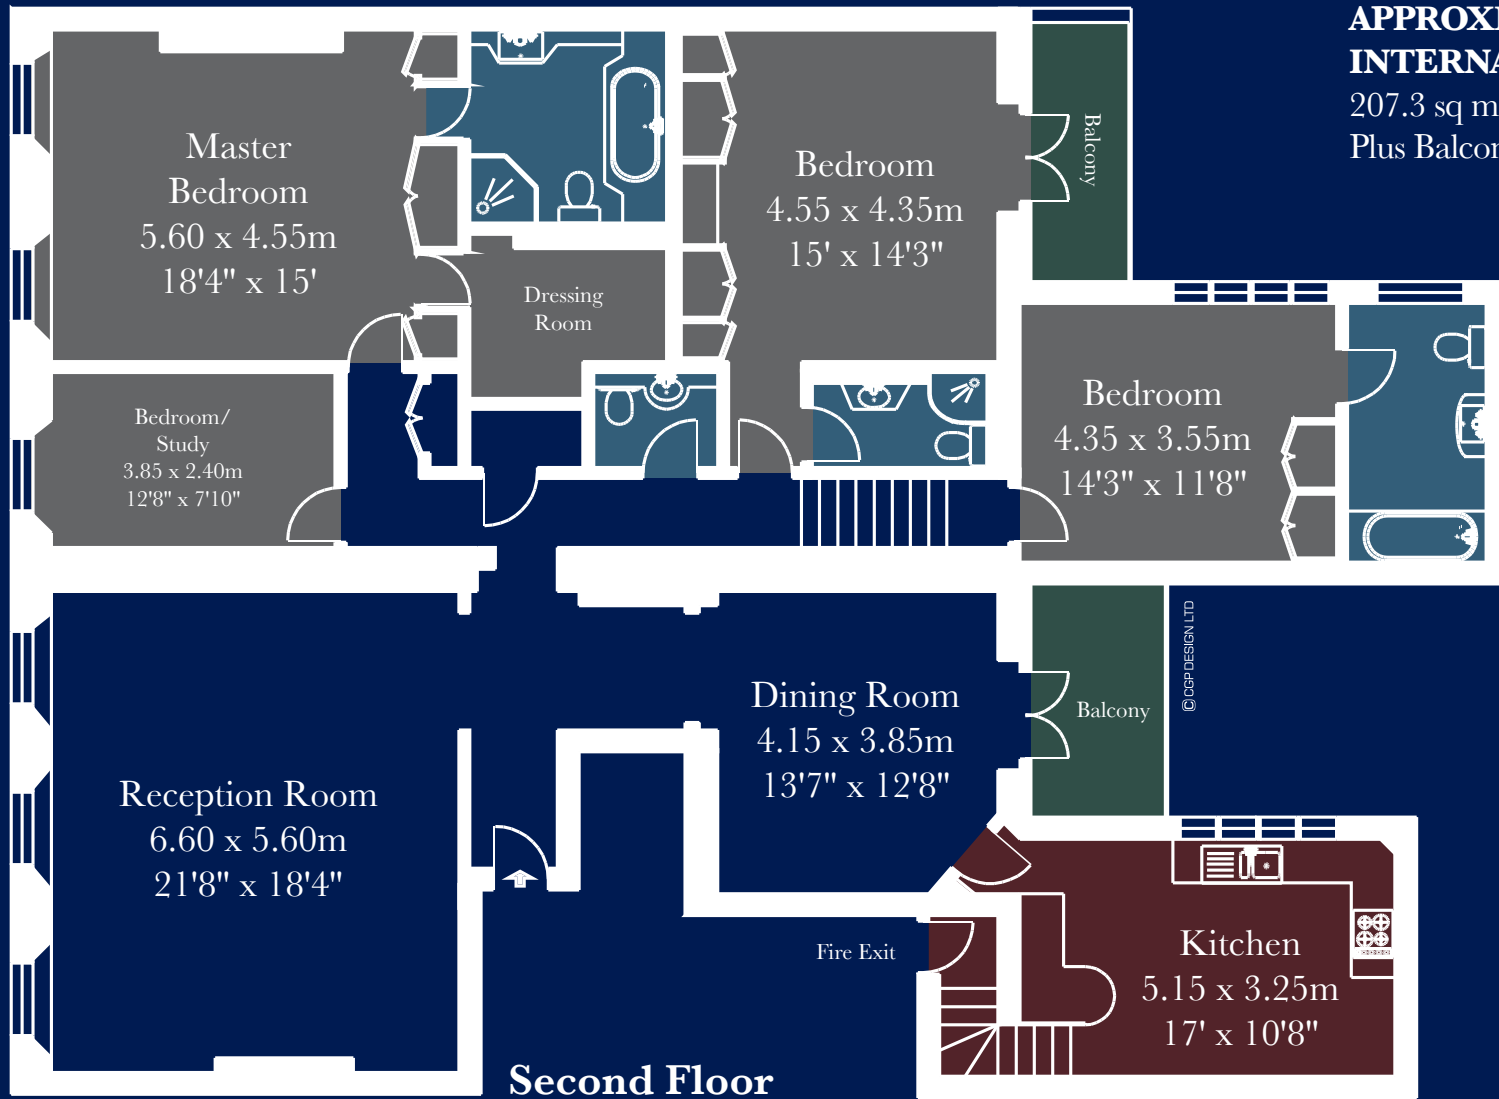 APPROXI
INTERNA
207.3 sq m
Plus Balcon
Master
Bedroom
5.60 x 4.55m
18'4" x 15'
Bedroom
4.55 x 4.35m
15' x 14'3"
Balcony
Dressing
Room
Bedroom
4.35 x 3.55m
14'3" x 11'8"
Bedroom/
Study
3.85 x 2.40m
12'8" x 7'10"
Reception Room
6.60 x 5.60m
21'8" x 18'4"
Dining Room
4.15 x 3.85m
13'7" x 12'8"
Balcony
© CGP DESIGN LTD
Fire Exit
Kitchen
5.15 x 3.25m
17' x 10'8"
Second Floor